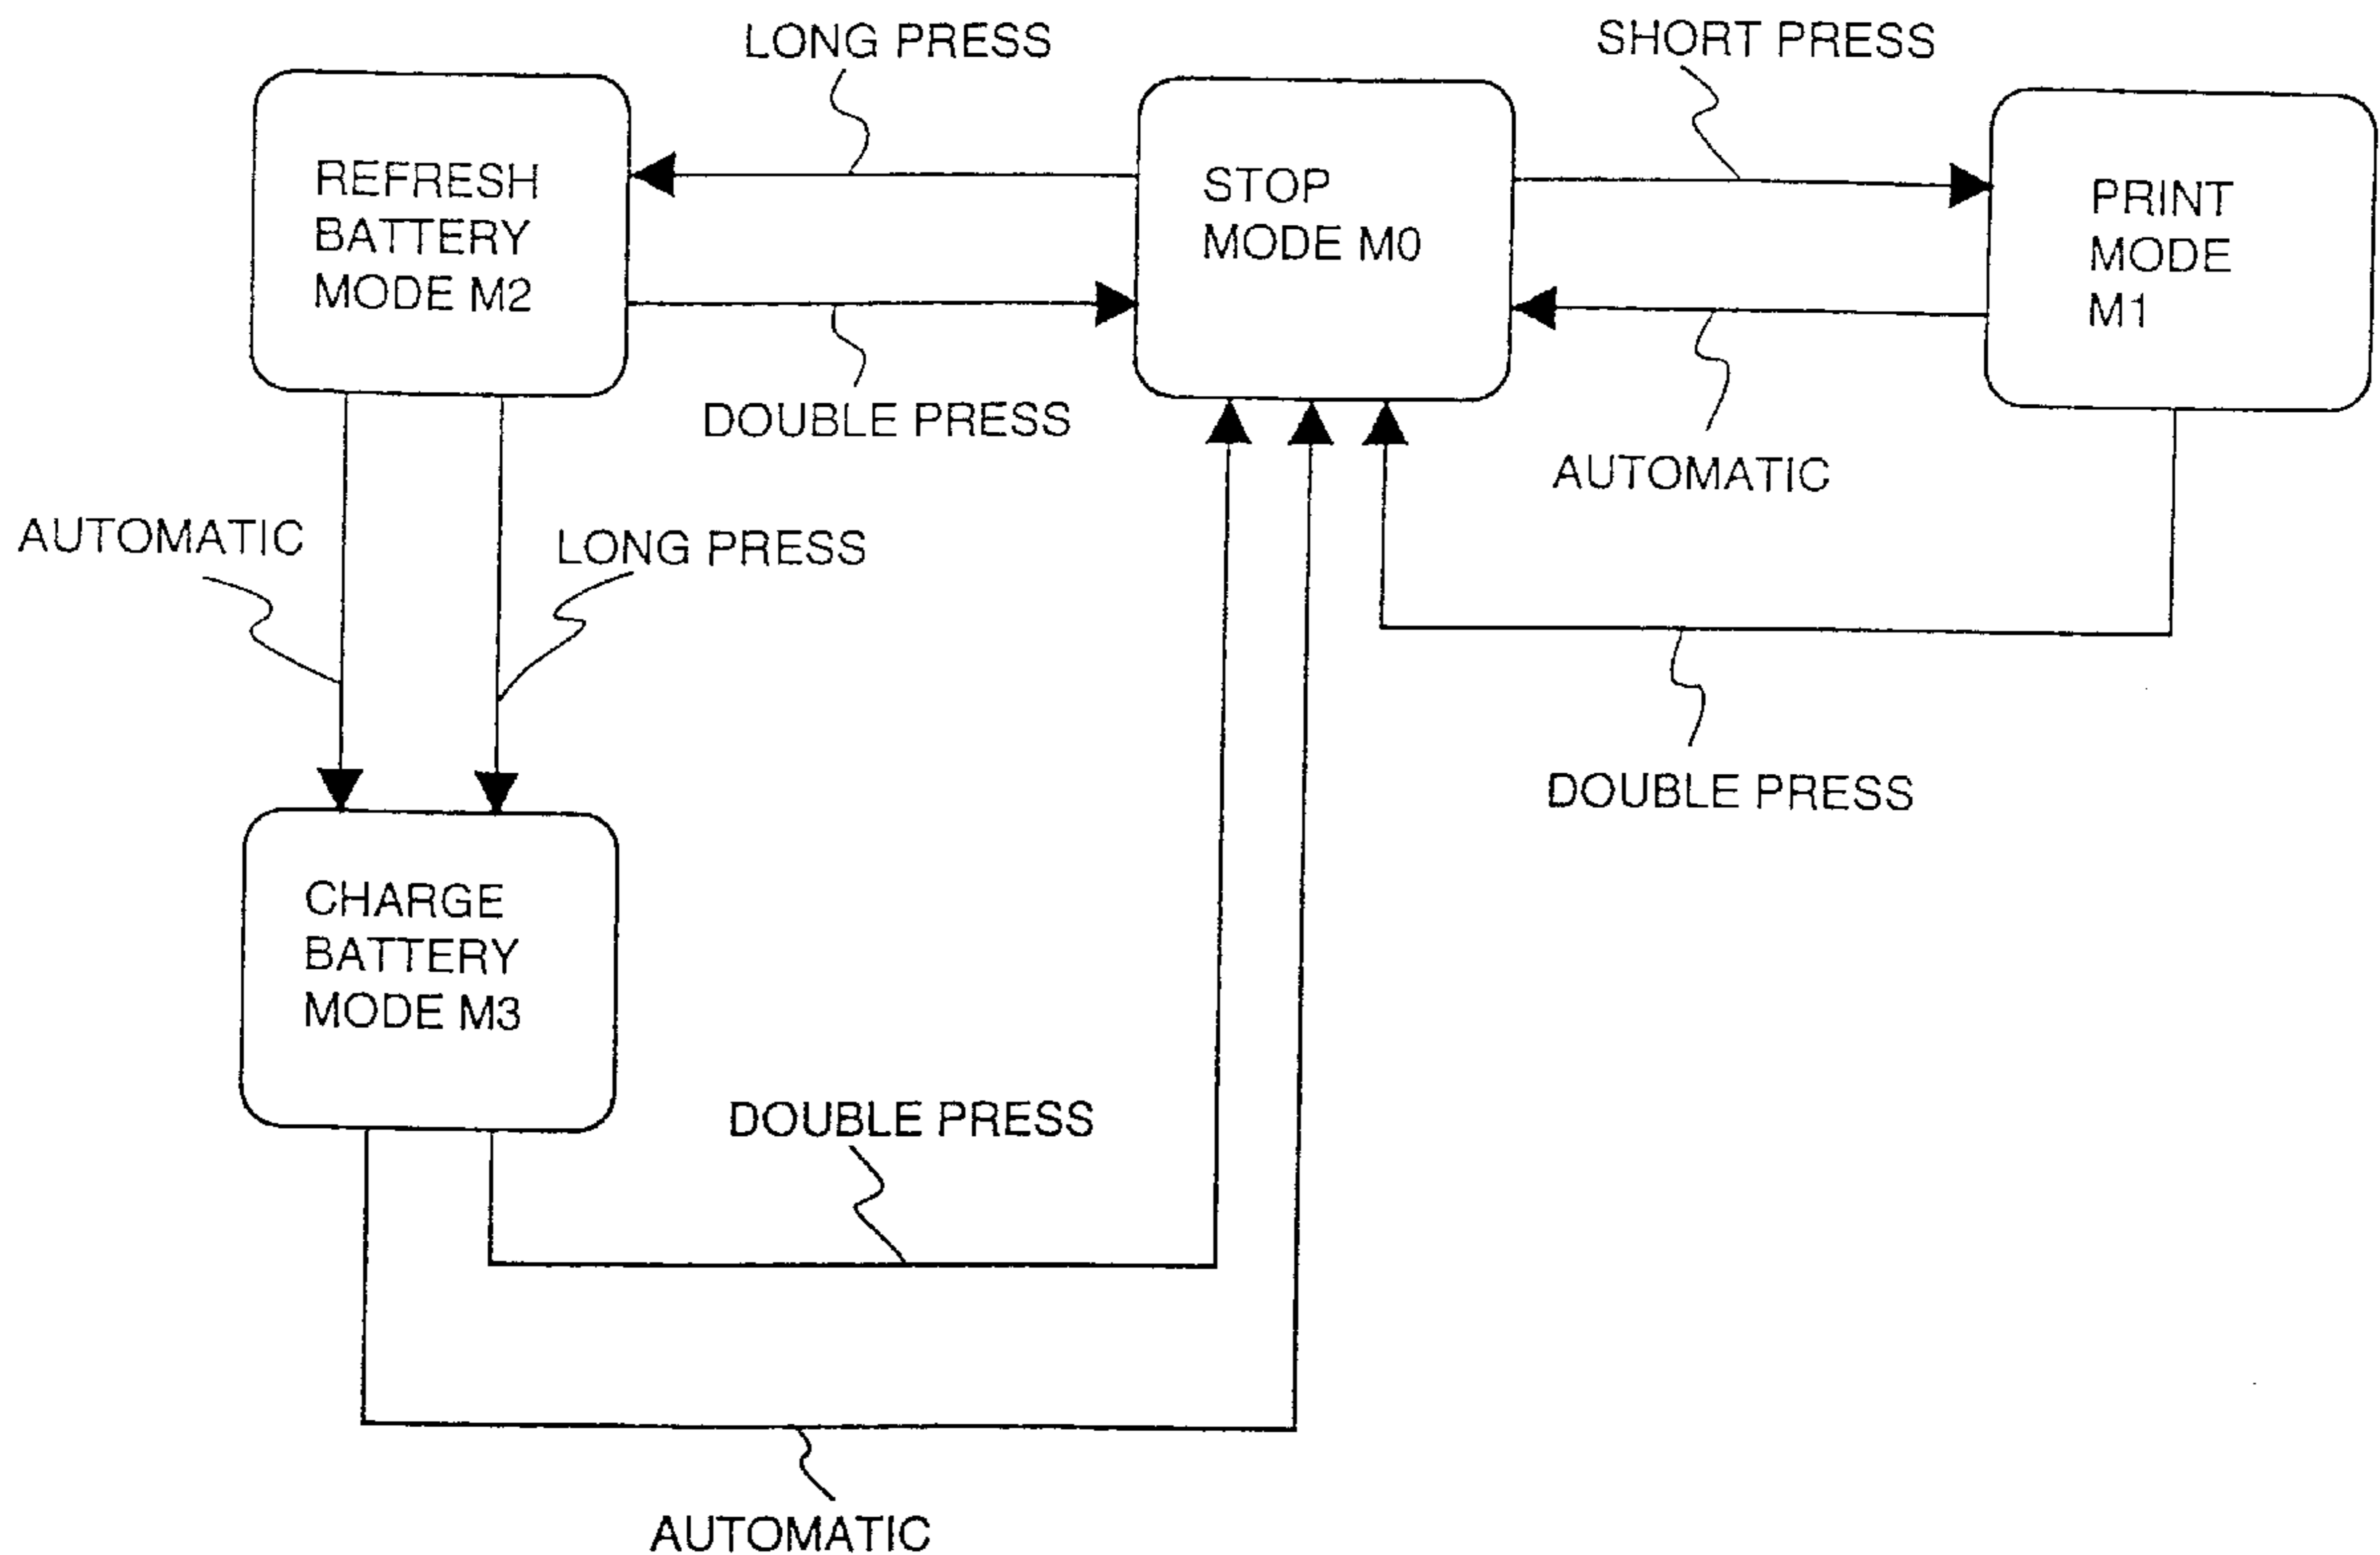 LONG PRESS
SHORT PRESS
REFRESH
BATTERY
MODE M2
STOP
MODE M0
PRINT
MODE
M1
DOUBLE PRESS
AUTOMATIC
AUTOMATIC
LONG PRESS
DOUBLE PRESS
CHARGE
BATTERY
MODE M3
DOUBLE PRESS
AUTOMATIC